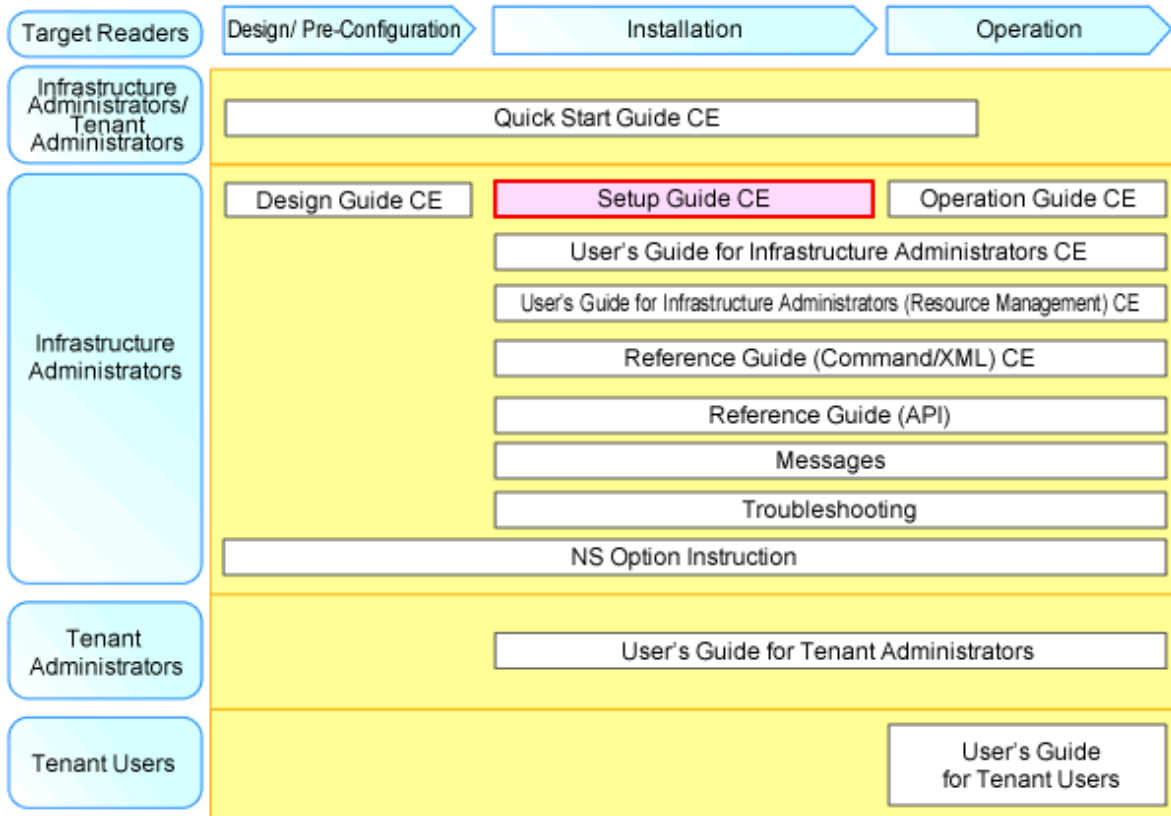 Target Readers
Design/ Pre-Configuration
Installation
Operation
Infrastructure
Administrators/
Tenant
Administrators
Quick Start Guide CE
Infrastructure
Administrators
Design Guide CE
Setup Guide CE
Operation Guide CE
User's Guide for Infrastructure Administrators CE
User's Guide for Infrastructure Administrators (Resource Management) CE
Reference Guide (Command/XML) CE
Reference Guide (API)
Messages
Troubleshooting
NS Option Instruction
Tenant
Administrators
User's Guide for Tenant Administrators
Tenant Users
User's Guide
for Tenant Users